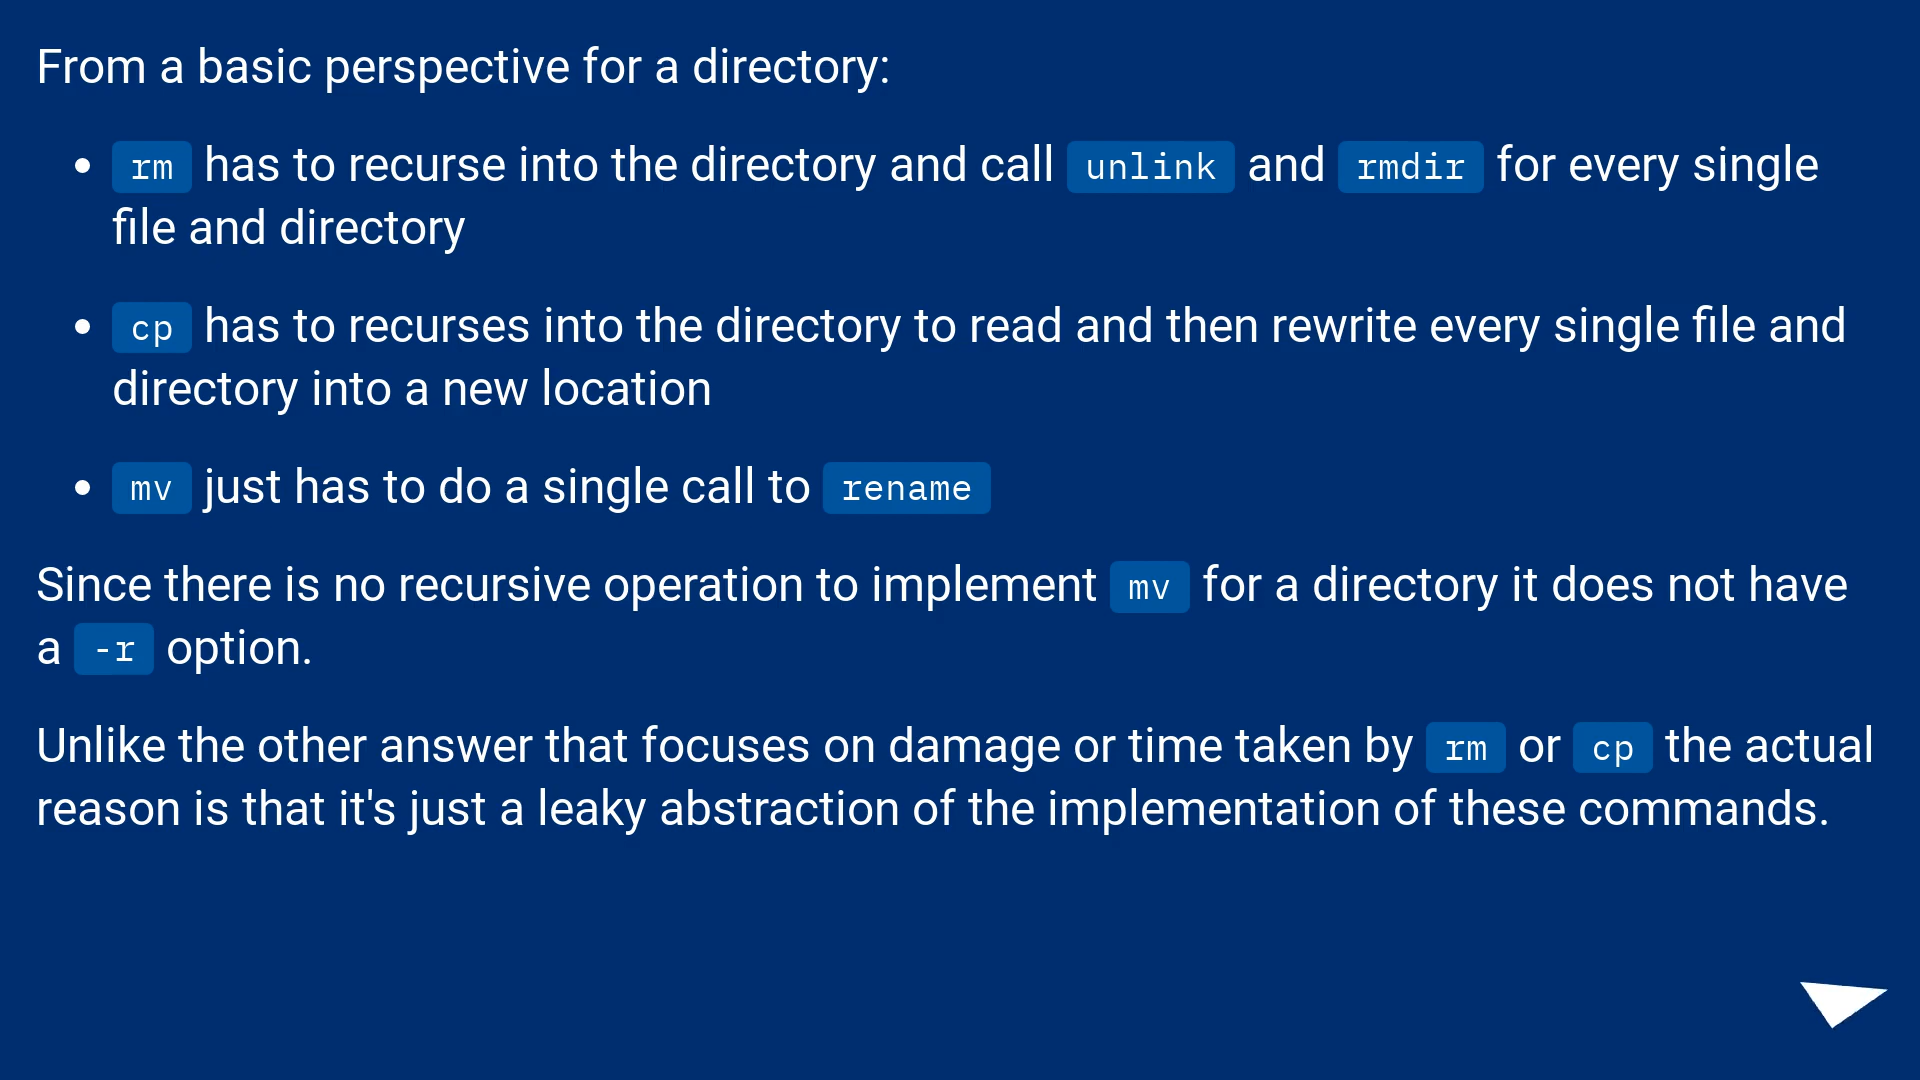 From a basic perspective for a directory:
• rm has to recurse into the directory and call unlink and rmdir for every single
file and directory
• cp has to recurses into the directory to read and then rewrite every single file and
directory into a new location
• mv just has to do a single call to rename
Since there is no recursive operation to implement mv for a directory it does not have
a -r option.
Unlike the other answer that focuses on damage or time taken by rm or cp the actual
reason is that it's just a leaky abstraction of the implementation of these commands.